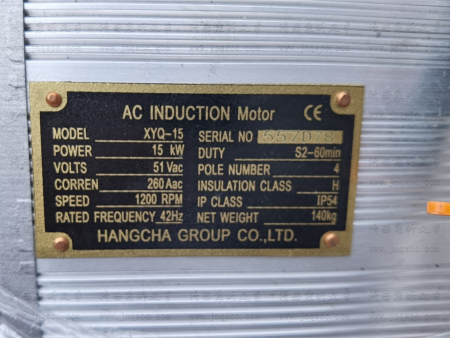 AC INDUCTION Motor CE
MODEL XYQ-15 SERIAL NO
POWER 15 kW DUTY S2-60min
VOLTS 51 Vac POLE NUMBER 4
CORREN 260 Aac INSULATION CLASS H
SPEED 1200 RPM IP CLASS IP54
RATED FREQUENCY 42Hz NET WEIGHT 140kg
HANGCHA GROUP CO.,LTD.